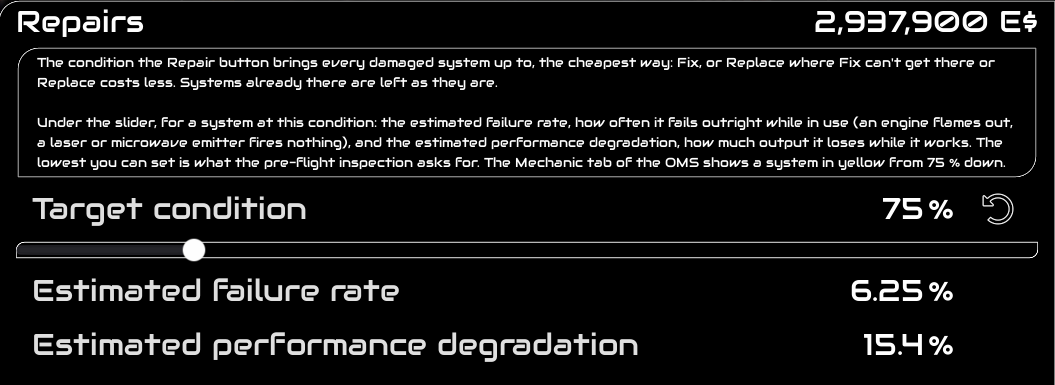 Repairs
2,937,900 E$
The condition the Repair button brings every damaged system up to, the cheapest way: Fix, or Replace where Fix can't get there or
Replace costs less. Systems already there are left as they are.
Under the slider, for a system at this condition: the estimated failure rate, how often it fails outright while in use (an engine flames out,
a laser or microwave emitter fires nothing), and the estimated performance degradation, how much output it loses while it works. The
lowest you can set is what the pre-flight inspection asks for. The Mechanic tab of the OMS shows a system in yellow from 75 % down.
Target condition
75 %
Estimated failure rate
6.25 %
Estimated performance degradation
15.4 %